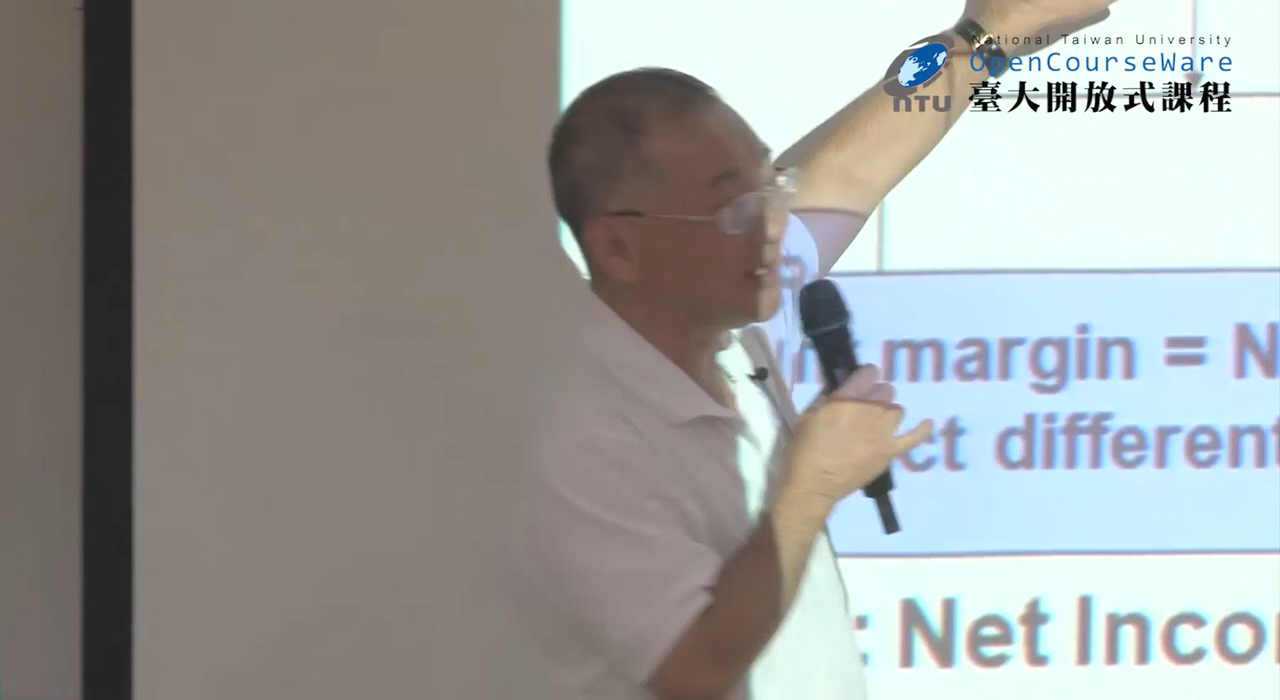 National Taiwan University
OpenCourseWare
nTU
臺大開放式課程
margin = N
ct different
: Net Incor